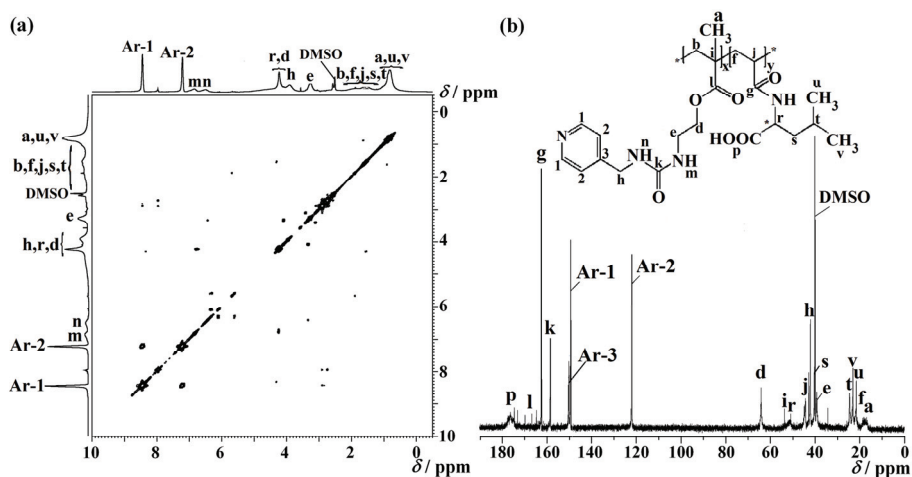 (a)
Ar-1
Ar-2
mn
r,d
h
e
DMSO
b,f,j,s,t
a,u,v
δ / ppm
a,u,v
b,f,j,s,t
DMSO
e
h,r,d
n
m
Ar-2
Ar-1
0
2
4
6
8
10
10 8 6 4 2 0
δ / ppm
(b)
a
CH3
b i f j
* x y *
l O g O
O NH u
d r CH3
1 2 N n e HOOC * t
N 3 NH k NH p s CH3
1 2 h O m v
g
DMSO
Ar-1
Ar-2
k
Ar-3
h
p
l
d
i
r
j
s
e
t
v
u
f
a
180 160 140 120 100 80 60 40 20 0
δ / ppm